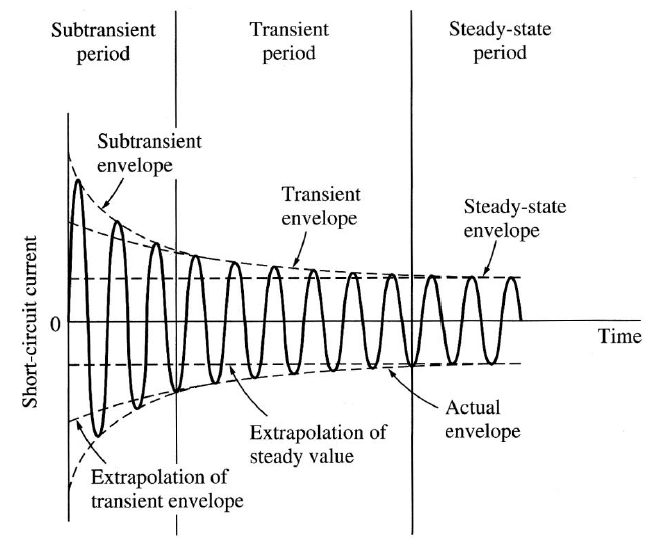 Subtransient
period
Transient
period
Steady-state
period
Subtransient
envelope
Transient
envelope
Steady-state
envelope
Short-circuit current
0
Time
Actual
envelope
Extrapolation of
steady value
Extrapolation of
transient envelope